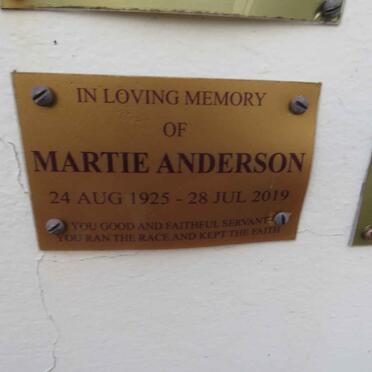 IN LOVING MEMORY
OF
MARTIE ANDERSON
24 AUG 1925 - 28 JUL 2019
YOU GOOD AND FAITHFUL SERVANT
YOU RAN THE RACE AND KEPT THE FAITH